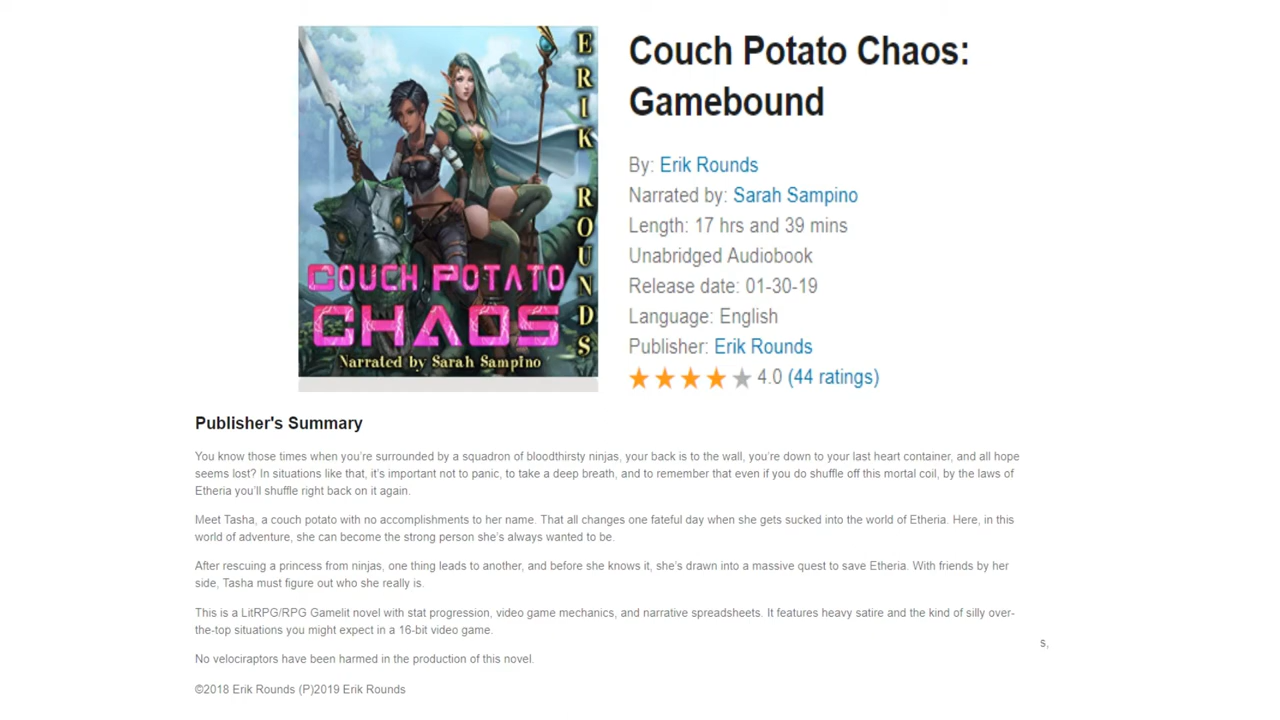 ERIK ROUNDS
COUCH POTATO
CHAOS
Narrated by Sarah Sampino
Couch Potato Chaos:
Gamebound
By: Erik Rounds
Narrated by: Sarah Sampino
Length: 17 hrs and 39 mins
Unabridged Audiobook
Release date: 01-30-19
Language: English
Publisher: Erik Rounds
4.0 (44 ratings)
Publisher's Summary
You know those times when you’re surrounded by a squadron of bloodthirsty ninjas, your back is to the wall, you’re down to your last heart container, and all hope
seems lost? In situations like that, it’s important not to panic, to take a deep breath, and to remember that even if you do shuffle off this mortal coil, by the laws of
Etheria you’ll shuffle right back on it again.
Meet Tasha, a couch potato with no accomplishments to her name. That all changes one fateful day when she gets sucked into the world of Etheria. Here, in this
world of adventure, she can become the strong person she’s always wanted to be.
After rescuing a princess from ninjas, one thing leads to another, and before she knows it, she’s drawn into a massive quest to save Etheria. With friends by her
side, Tasha must figure out who she really is.
This is a LitRPG/RPG Gamelit novel with stat progression, video game mechanics, and narrative spreadsheets. It features heavy satire and the kind of silly over-
the-top situations you might expect in a 16-bit video game.
s,
No velociraptors have been harmed in the production of this novel.
©2018 Erik Rounds (P)2019 Erik Rounds